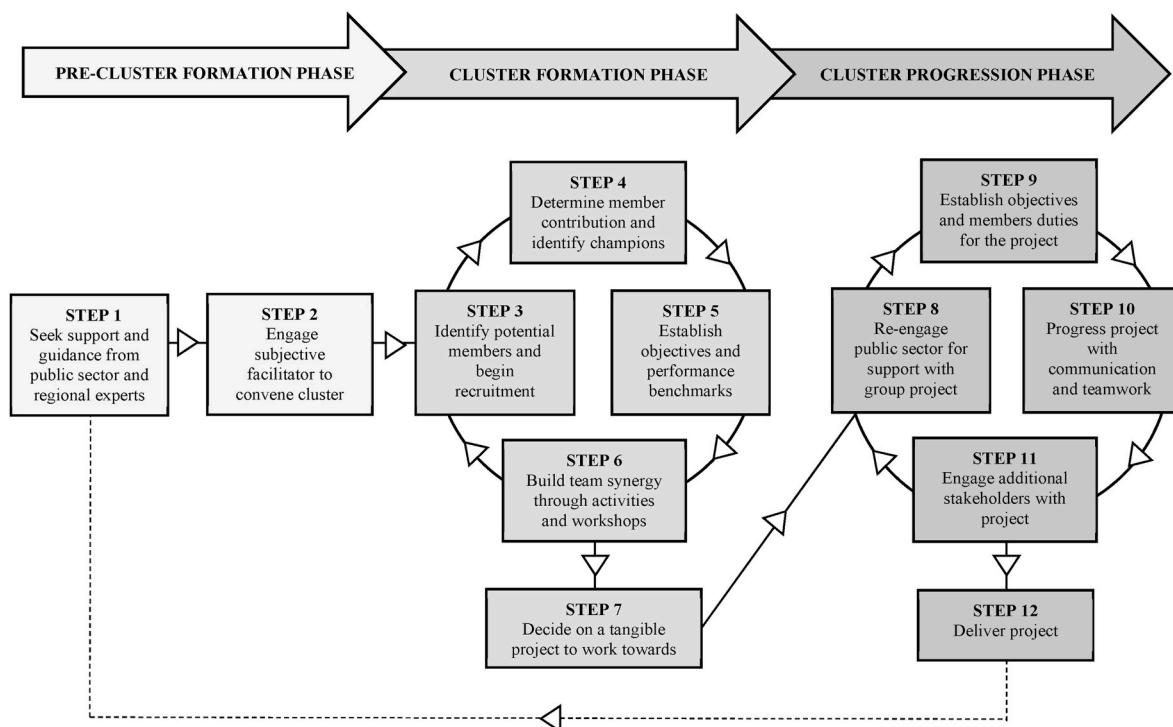 PRE-CLUSTER FORMATION PHASE
CLUSTER FORMATION PHASE
CLUSTER PROGRESSION PHASE
STEP 1
Seek support and
guidance from
public sector and
regional experts
STEP 2
Engage
subjective
facilitator to
convene cluster
STEP 3
Identify potential
members and
begin
recruitment
STEP 4
Determine member
contribution and
identify champions
STEP 5
Establish
objectives and
performance
benchmarks
STEP 6
Build team synergy
through activities
and workshops
STEP 7
Decide on a tangible
project to work towards
STEP 8
Re-engage
public sector for
support with
group project
STEP 9
Establish objectives
and members duties
for the project
STEP 10
Progress project
with
communication
and teamwork
STEP 11
Engage additional
stakeholders with
project
STEP 12
Deliver project